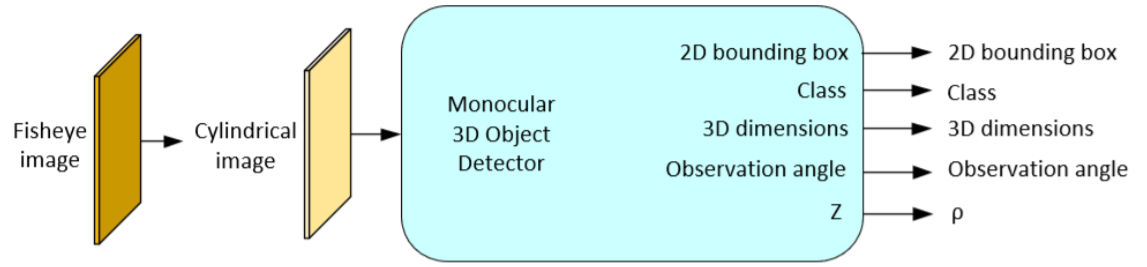 Fisheye
image
Cylindrical
image
Monocular
3D Object
Detector
2D bounding box
2D bounding box
Class
Class
3D dimensions
3D dimensions
Observation angle
Observation angle
Z
ρ